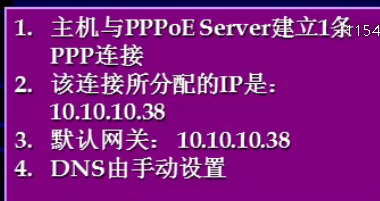 1. 主机与PPPoE Server建立1条
PPP连接
2. 该连接所分配的IP是：
10.10.10.38
3. 默认网关： 10.10.10.38
4. DNS由手动设置
1154